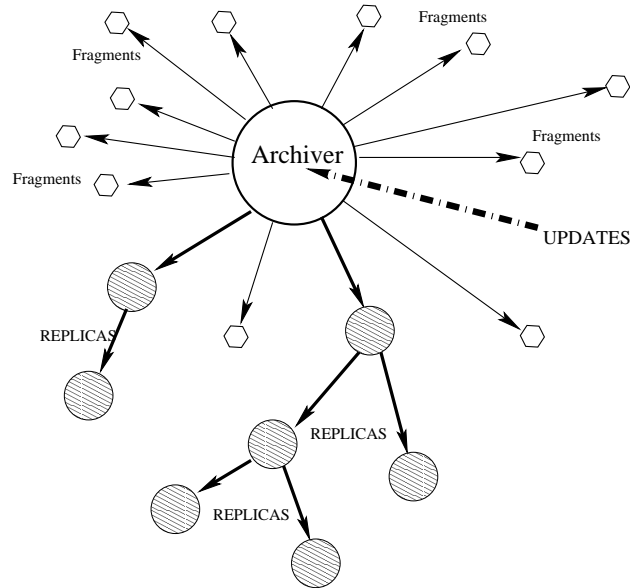 Fragments
Fragments
Archiver
Fragments
Fragments
UPDATES
REPLICAS
REPLICAS
REPLICAS